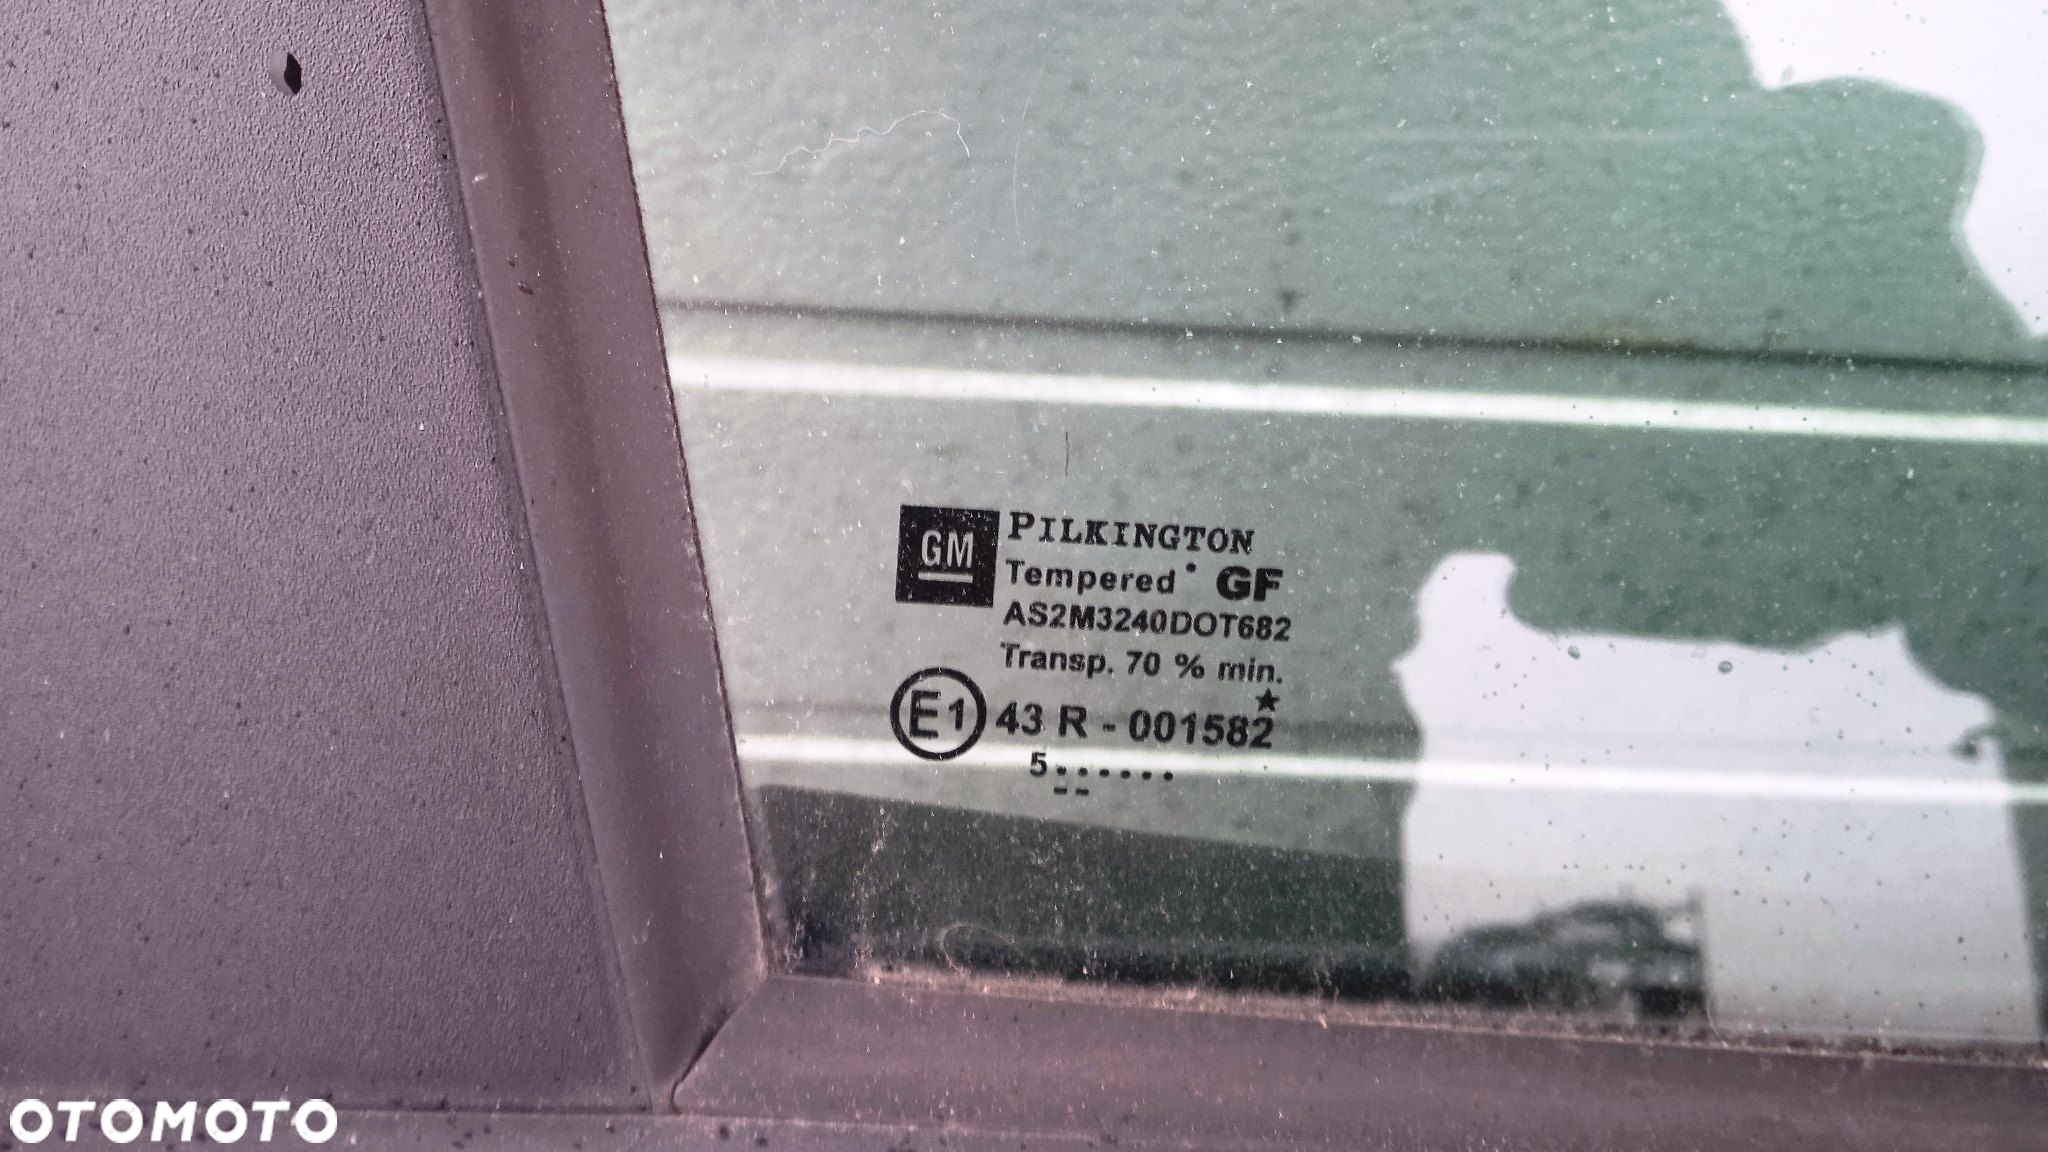 GM
PILKINGTON
Tempered • GF
AS2M3240DOT682
Transp. 70 % min.
E1 43 R - 001582 ★
5••••••
--
OTOMOTO